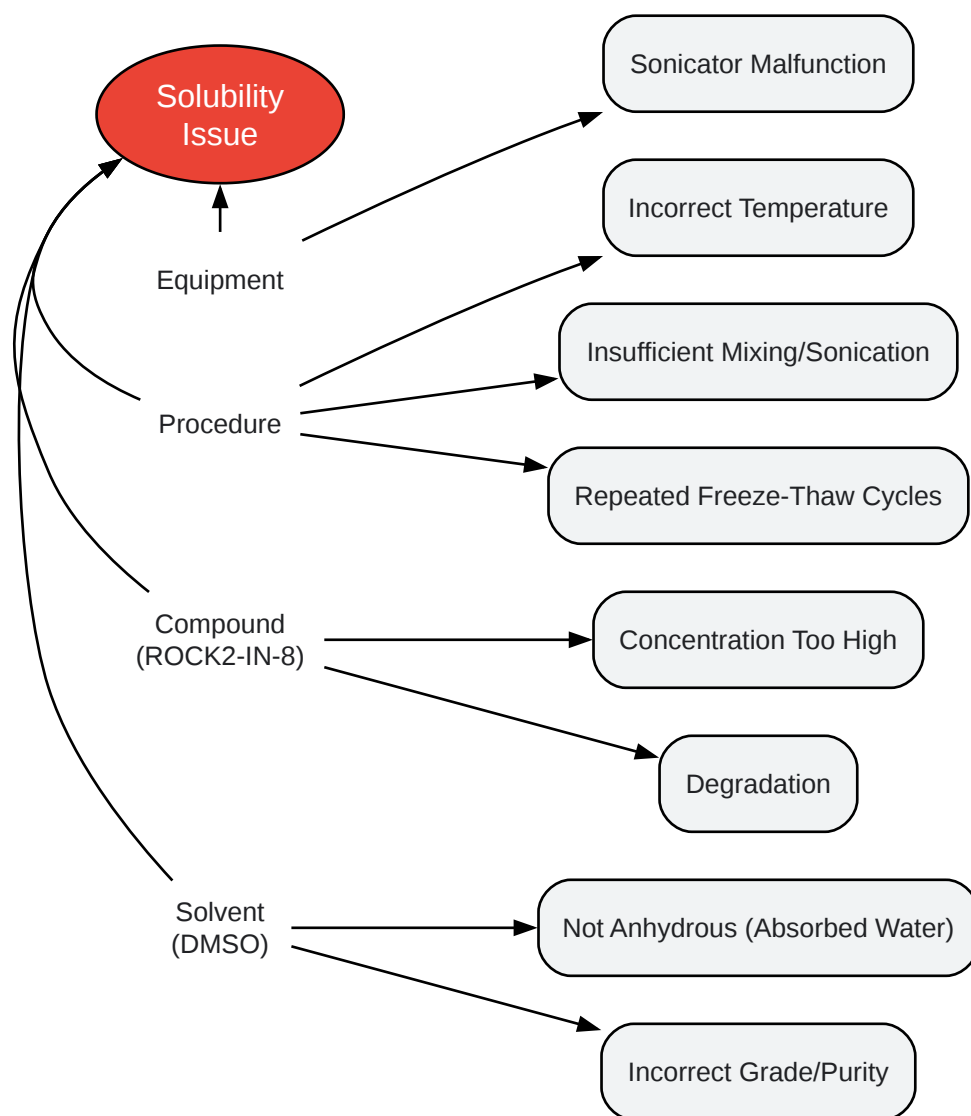 Solubility
Issue
Sonicator Malfunction
Incorrect Temperature
Equipment
Insufficient Mixing/Sonication
Procedure
Repeated Freeze-Thaw Cycles
Compound
(ROCK2-IN-8)
Concentration Too High
Degradation
Solvent
(DMSO)
Not Anhydrous (Absorbed Water)
Incorrect Grade/Purity